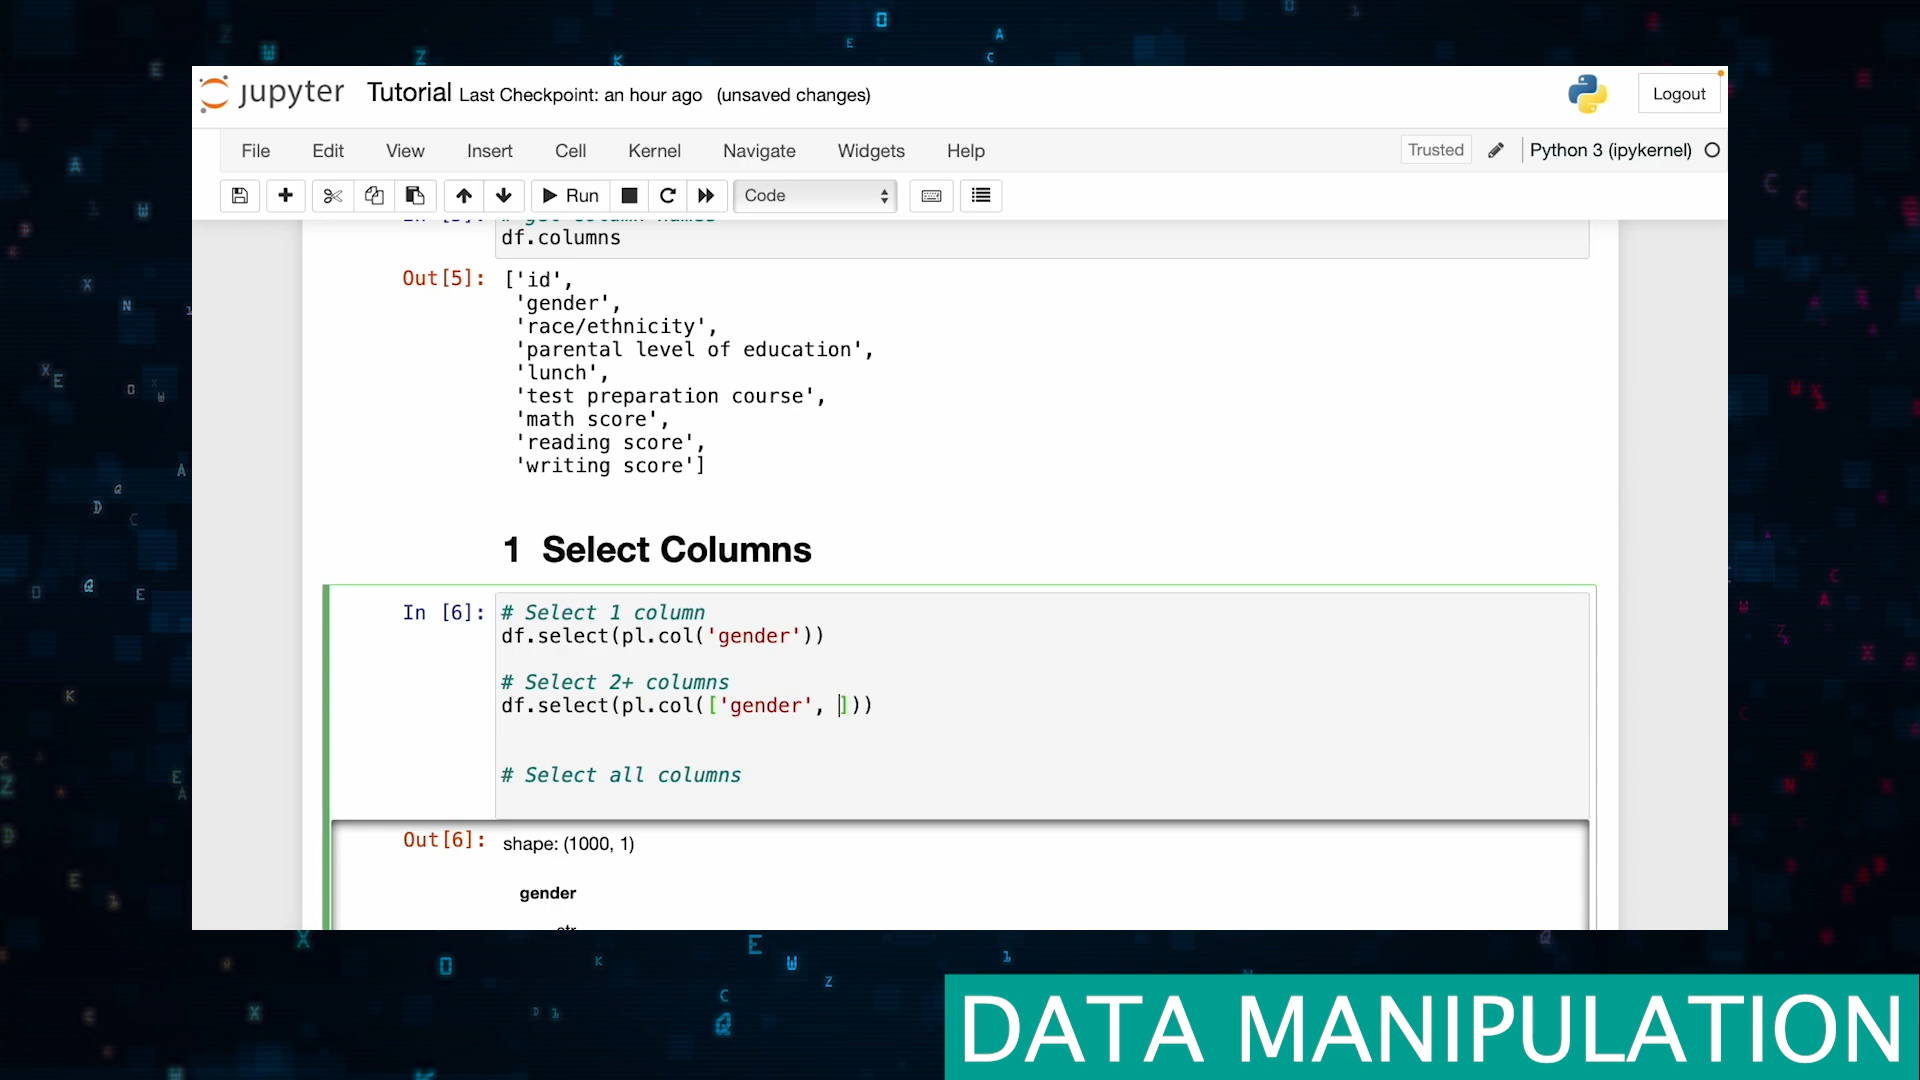 jupyter Tutorial Last Checkpoint: an hour ago (unsaved changes)
Logout
File Edit View Insert Cell Kernel Navigate Widgets Help
Trusted Python 3 (ipykernel)
Run Code
df.columns
Out[5]: ['id',
'gender',
'race/ethnicity',
'parental level of education',
'lunch',
'test preparation course',
'math score',
'reading score',
'writing score']
1 Select Columns
In [6]: # Select 1 column
df.select(pl.col('gender'))
# Select 2+ columns
df.select(pl.col(['gender', ]))
# Select all columns
Out[6]: shape: (1000, 1)
gender
DATA MANIPULATION